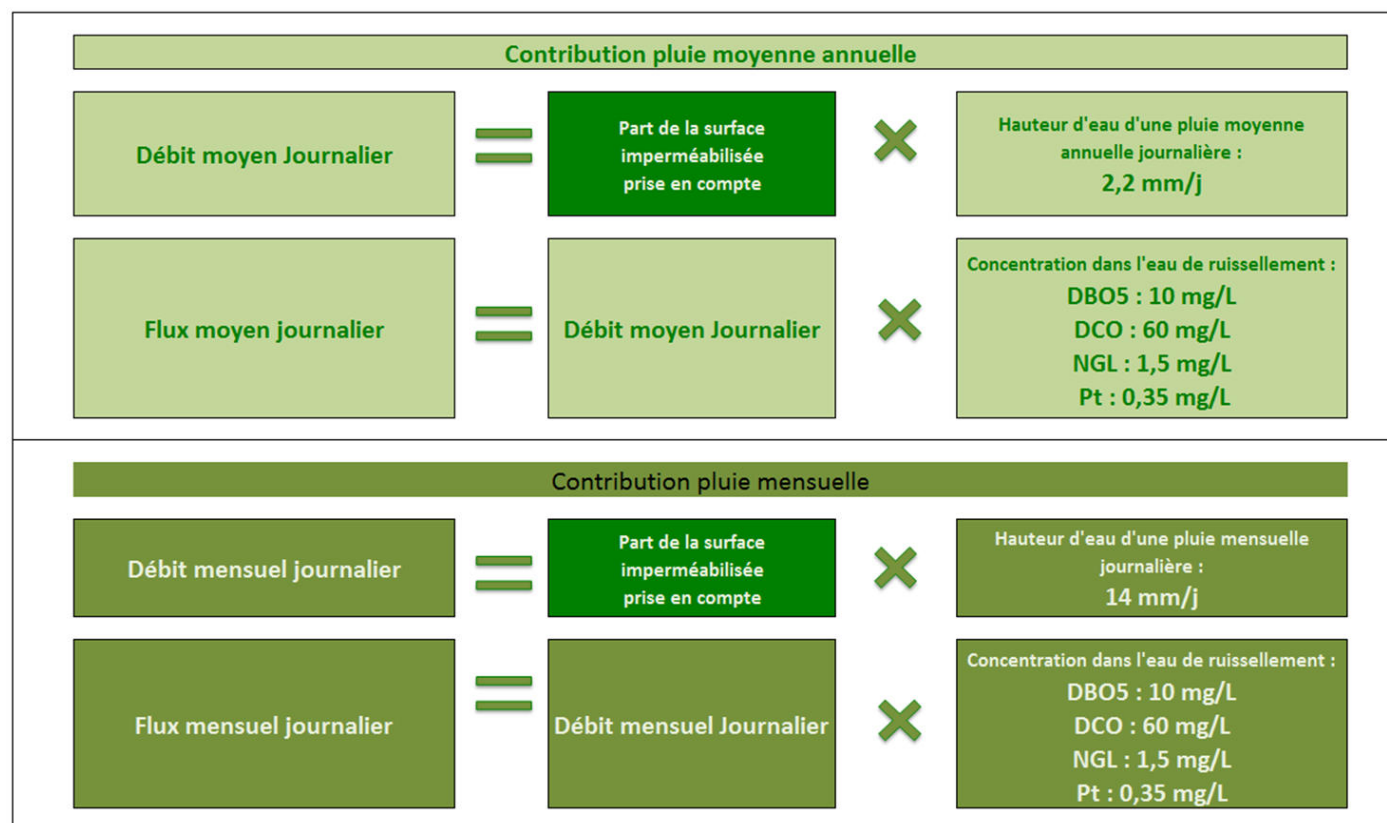 Contribution pluie moyenne annuelle
Débit moyen Journalier
=
Part de la surface
imperméabilisée
prise en compte
×
Hauteur d'eau d'une pluie moyenne
annuelle journalière :
2,2 mm/j
Flux moyen journalier
=
Débit moyen Journalier
×
Concentration dans l'eau de ruissellement :
DBO5 : 10 mg/L
DCO : 60 mg/L
NGL : 1,5 mg/L
Pt : 0,35 mg/L
Contribution pluie mensuelle
Débit mensuel journalier
=
Part de la surface
imperméabilisée
prise en compte
×
Hauteur d'eau d'une pluie mensuelle
journalière :
14 mm/j
Flux mensuel journalier
=
Débit mensuel Journalier
×
Concentration dans l'eau de ruissellement :
DBO5 : 10 mg/L
DCO : 60 mg/L
NGL : 1,5 mg/L
Pt : 0,35 mg/L